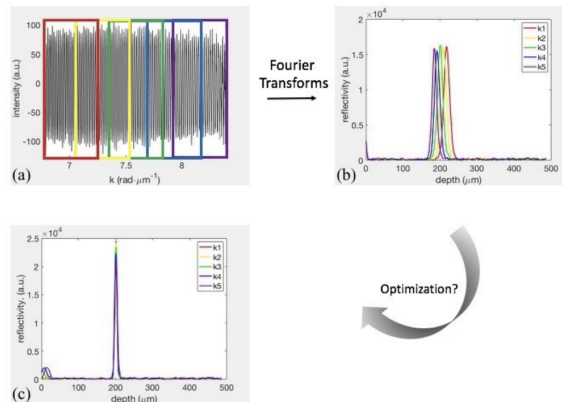 100
50
0
-50
-100
intensity (a.u.)
7
7.5
8
k (rad·μm⁻¹)
(a)
Fourier
Transforms
×10⁴
2
1.5
1
0.5
0
reflectivity (a.u.)
0 100 200 300 400 500
depth (μm)
k1
k2
k3
k4
k5
(b)
×10⁴
2.5
2
1.5
1
0.5
0
reflectivity. (a.u.)
0 100 200 300 400 500
depth (μm)
k1
k2
k3
k4
k5
(c)
Optimization?